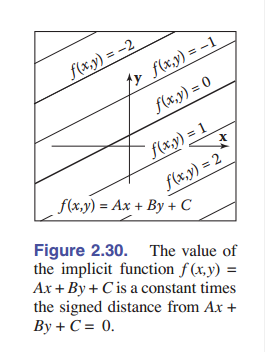 f(x,y) = -2
f(x,y) = -1
y
f(x,y) = 0
f(x,y) = 1
x
f(x,y) = 2
f(x,y) = Ax + By + C
Figure 2.30. The value of
the implicit function f (x,y) =
Ax + By + C is a constant times
the signed distance from Ax +
By + C = 0.